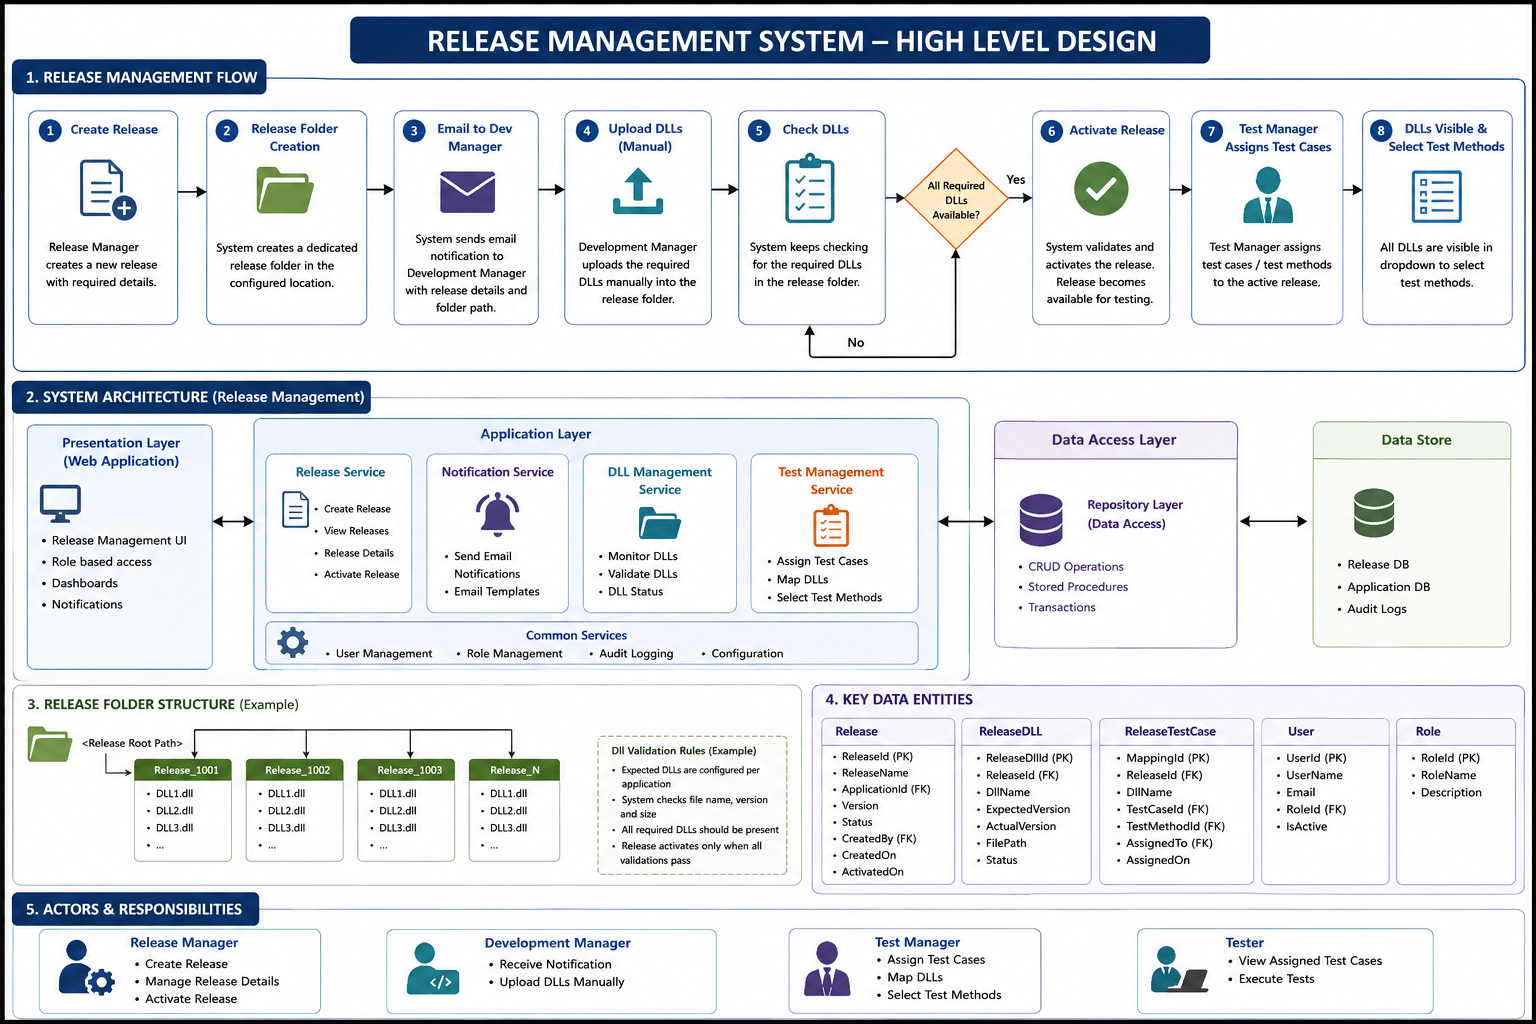 RELEASE MANAGEMENT SYSTEM – HIGH LEVEL DESIGN
1. RELEASE MANAGEMENT FLOW
1 Create Release
Release Manager
creates a new release
with required details.
2 Release Folder
Creation
System creates a dedicated
release folder in the
configured location.
3 Email to Dev
Manager
System sends email
notification to
Development Manager
with release details and
folder path.
4 Upload DLLs
(Manual)
Development Manager
uploads the required
DLLs manually into the
release folder.
5 Check DLLs
System keeps checking
for the required DLLs
in the release folder.
All Required
DLLs
Available?
Yes
No
6 Activate Release
System validates and
activates the release.
Release becomes
available for testing.
7 Test Manager
Assigns Test Cases
Test Manager assigns
test cases / test methods
to the active release.
8 DLLs Visible &
Select Test Methods
All DLLs are visible in
dropdown to select
test methods.
2. SYSTEM ARCHITECTURE (Release Management)
Presentation Layer
(Web Application)
• Release Management UI
• Role based access
• Dashboards
• Notifications
Application Layer
Release Service
• Create Release
• View Releases
• Release Details
• Activate Release
Notification Service
• Send Email
Notifications
• Email Templates
DLL Management
Service
• Monitor DLLs
• Validate DLLs
• DLL Status
Test Management
Service
• Assign Test Cases
• Map DLLs
• Select Test Methods
Common Services
• User Management
• Role Management
• Audit Logging
• Configuration
Data Access Layer
Repository Layer
(Data Access)
• CRUD Operations
• Stored Procedures
• Transactions
Data Store
• Release DB
• Application DB
• Audit Logs
3. RELEASE FOLDER STRUCTURE (Example)
<Release Root Path>
Release_1001
• DLL1.dll
• DLL2.dll
• DLL3.dll
• ...
Release_1002
• DLL1.dll
• DLL2.dll
• DLL3.dll
• ...
Release_1003
• DLL1.dll
• DLL2.dll
• DLL3.dll
• ...
Release_N
• DLL1.dll
• DLL2.dll
• DLL3.dll
• ...
Dll Validation Rules (Example)
• Expected DLLs are configured per
application
• System checks file name, version
and size
• All required DLLs should be present
• Release activates only when all
validations pass
4. KEY DATA ENTITIES
Release
• ReleaseId (PK)
• ReleaseName
• ApplicationId (FK)
• Version
• Status
• CreatedBy (FK)
• CreatedOn
• ActivatedOn
ReleaseDLL
• ReleaseDllId (PK)
• ReleaseId (FK)
• DllName
• ExpectedVersion
• ActualVersion
• FilePath
• Status
ReleaseTestCase
• MappingId (PK)
• ReleaseId (FK)
• DllName
• TestCaseId (FK)
• TestMethodId (FK)
• AssignedTo (FK)
• AssignedOn
User
• UserId (PK)
• UserName
• Email
• RoleId (FK)
• IsActive
Role
• RoleId (PK)
• RoleName
• Description
5. ACTORS & RESPONSIBILITIES
Release Manager
• Create Release
• Manage Release Details
• Activate Release
Development Manager
• Receive Notification
• Upload DLLs Manually
</>
Test Manager
• Assign Test Cases
• Map DLLs
• Select Test Methods
Tester
• View Assigned Test Cases
• Execute Tests